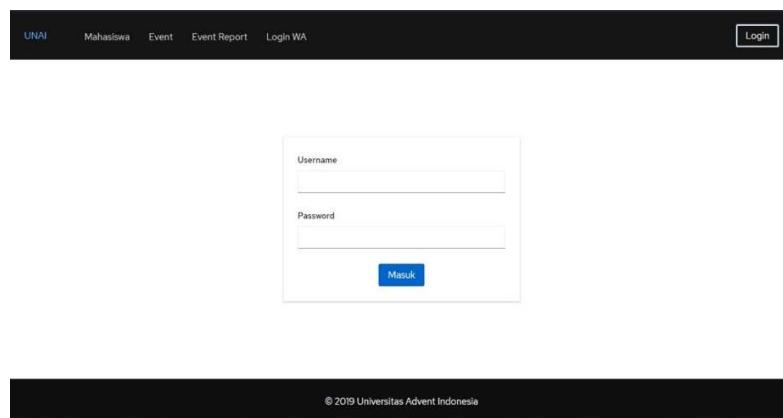 UNAI Mahasiswa Event Event Report Login WA Login
Username
Password
Masuk
© 2019 Universitas Advent Indonesia